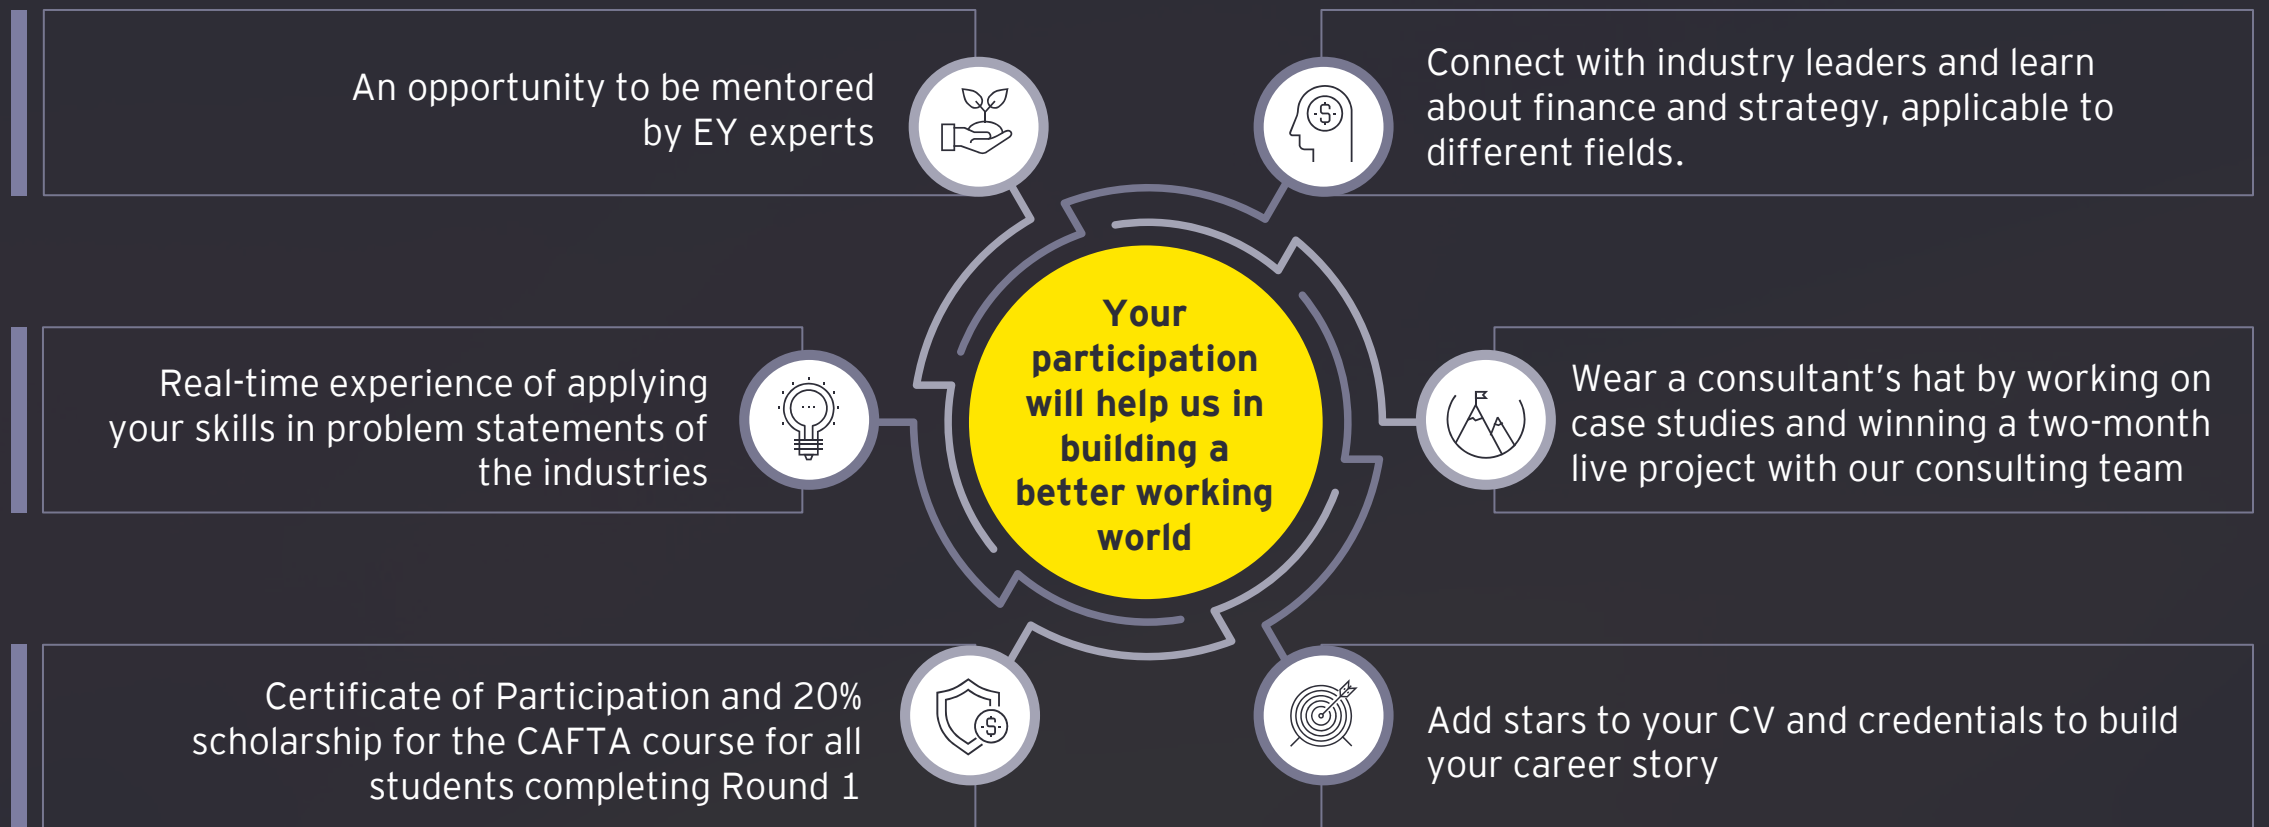 An opportunity to be mentored
by EY experts
Connect with industry leaders and learn
about finance and strategy, applicable to
different fields.
Your
participation
will help us in
building a
better working
world
Real-time experience of applying
your skills in problem statements of
the industries
Wear a consultant's hat by working on
case studies and winning a two-month
live project with our consulting team
Certificate of Participation and 20%
scholarship for the CAFTA course for all
students completing Round 1
Add stars to your CV and credentials to build
your career story